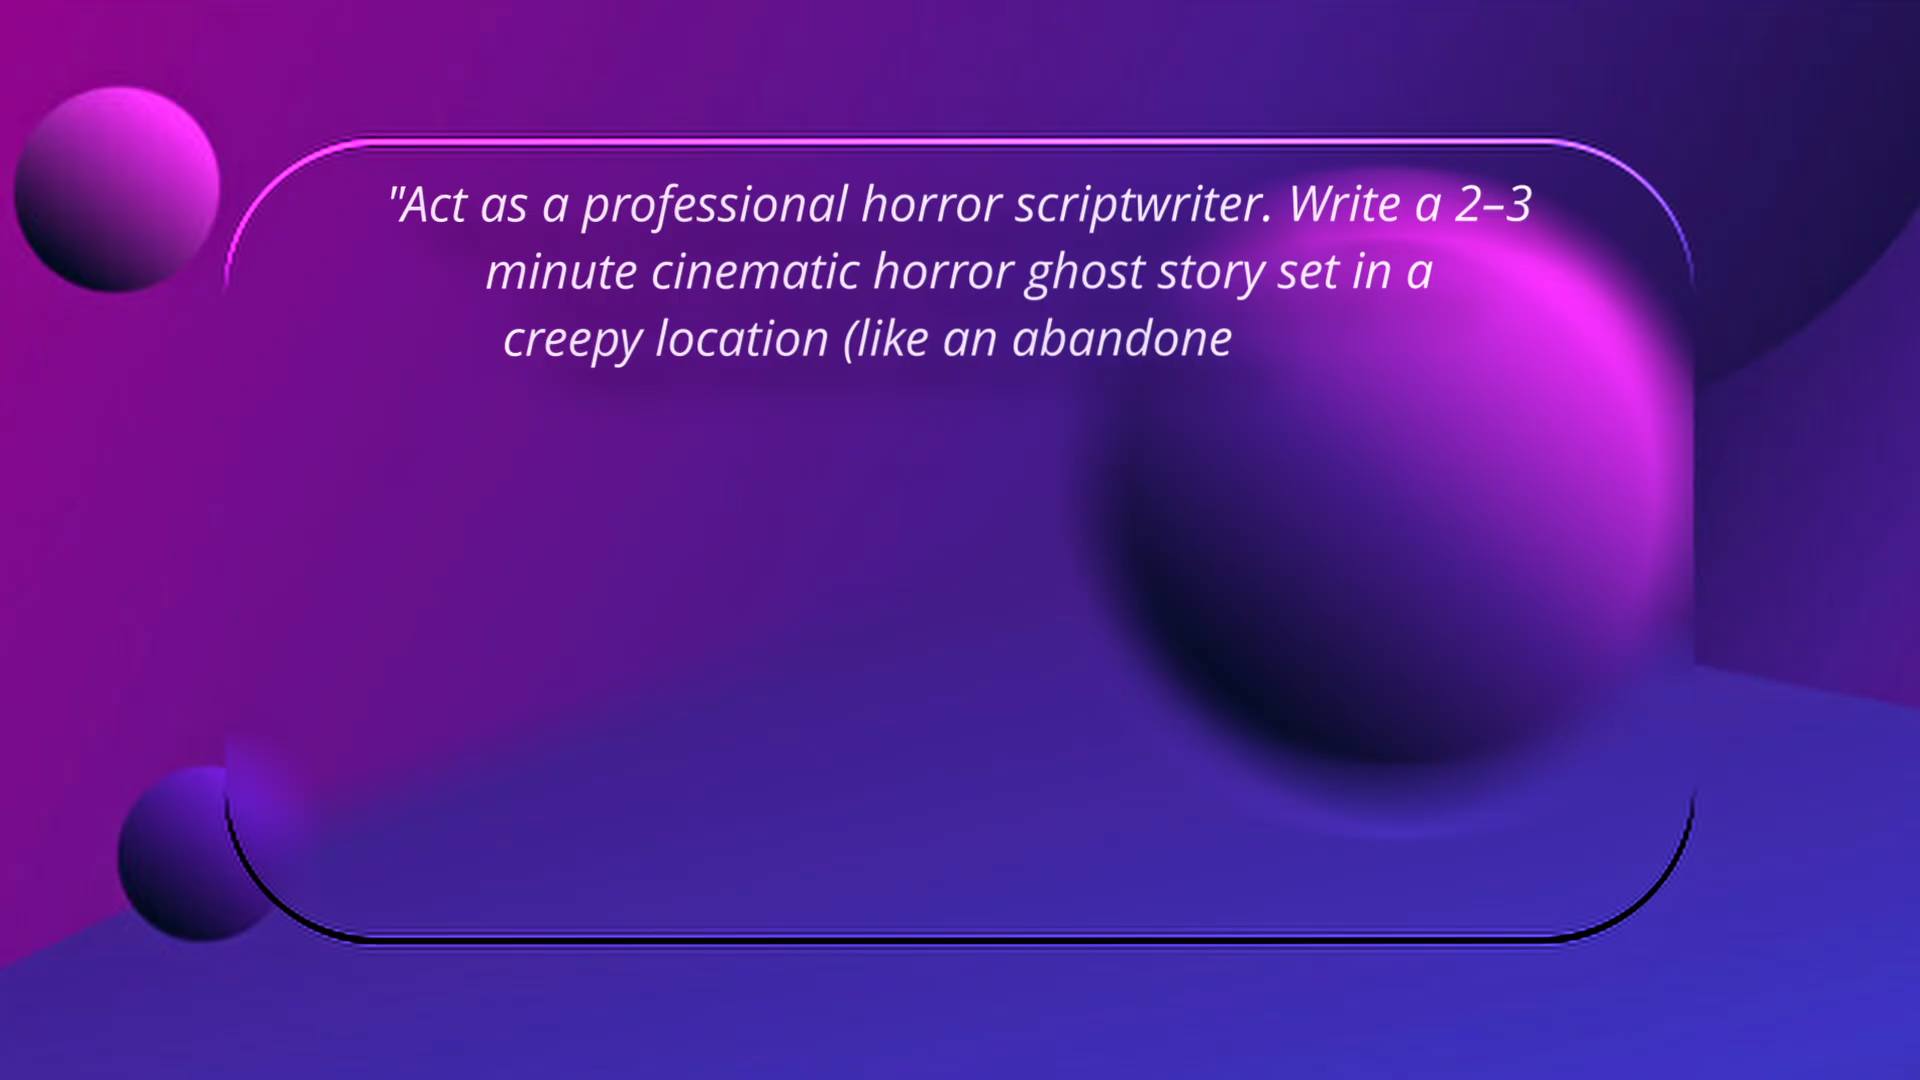 "Act as a professional horror scriptwriter. Write a 2–3
minute cinematic horror ghost story set in a
creepy location (like an abandone